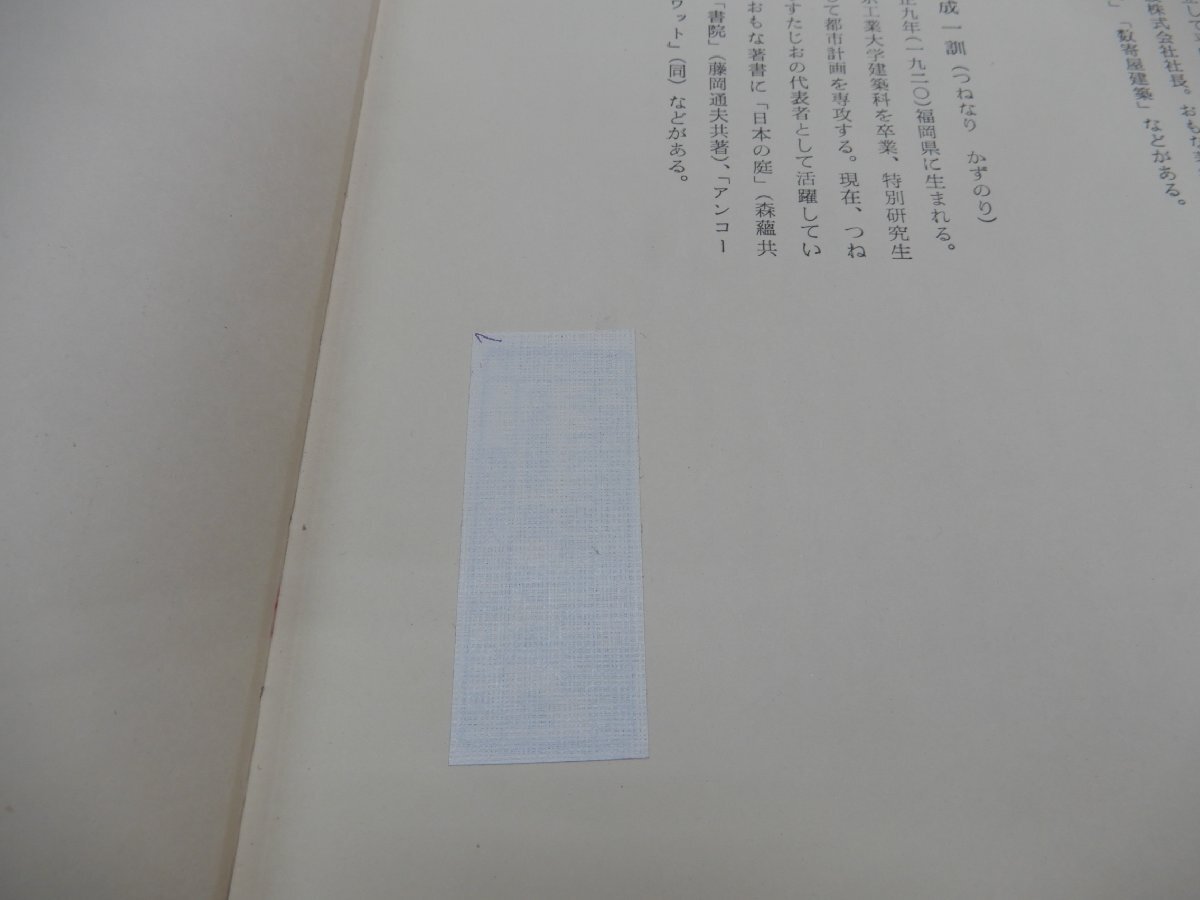 して
株式会社社長。おもな著
」「数寄屋建築」などがある。
成一訓(つねなり かずのり)
正九年(一九二〇)福岡県に生まれる。
京工業大学建築科を卒業、特別研究生
て都市計画を専攻する。現在、つね
すたじおの代表者として活躍してい
おもな著書に「日本の庭」(森蘊共
「書院」(藤岡通夫共著)、「アンコー
ワット」(同)などがある。